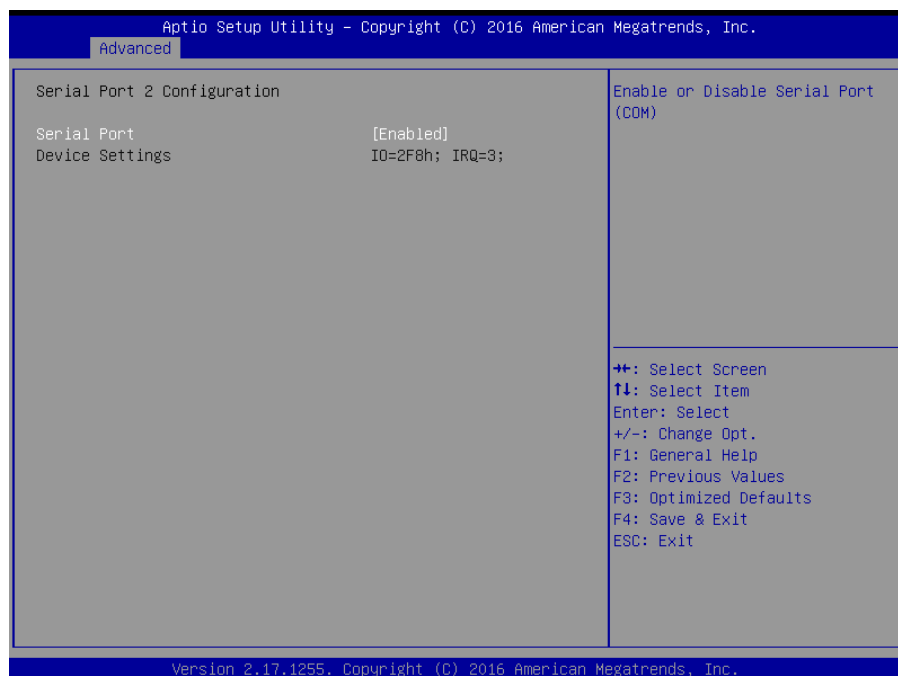 Aptio Setup Utility – Copyright (C) 2016 American Megatrends, Inc.
Advanced
Serial Port 2 Configuration
Serial Port [Enabled]
Device Settings IO=2F8h; IRQ=3;
Enable or Disable Serial Port
(COM)
→←: Select Screen
↑↓: Select Item
Enter: Select
+/-: Change Opt.
F1: General Help
F2: Previous Values
F3: Optimized Defaults
F4: Save & Exit
ESC: Exit
Version 2.17.1255. Copyright (C) 2016 American Megatrends, Inc.